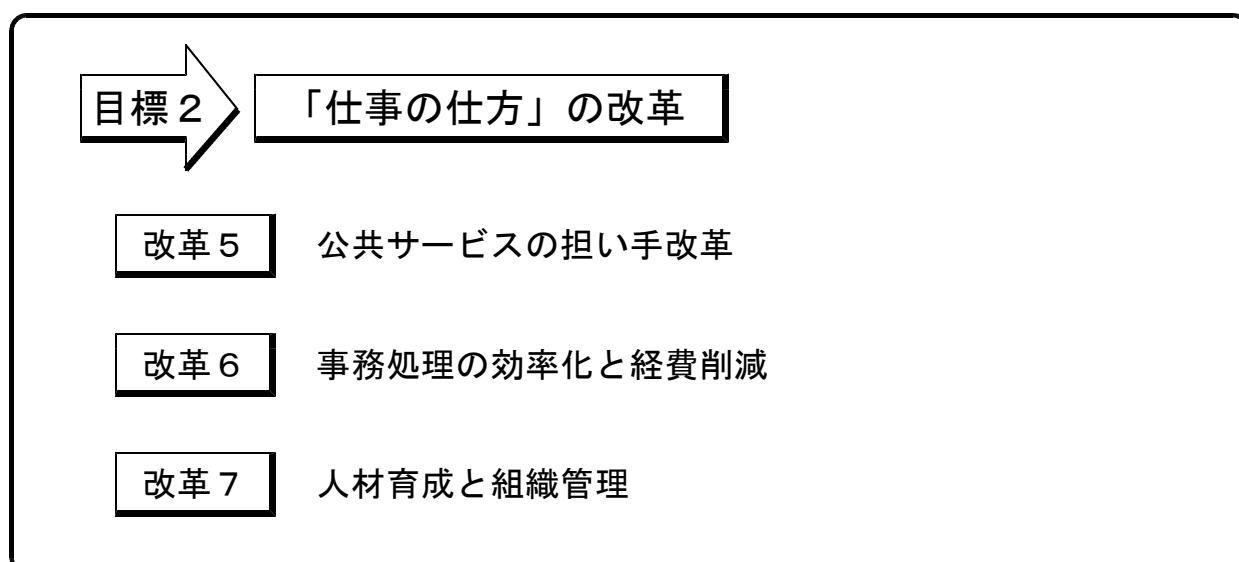 目標２ 「仕事の仕方」の改革
改革５ 公共サービスの担い手改革
改革６ 事務処理の効率化と経費削減
改革７ 人材育成と組織管理